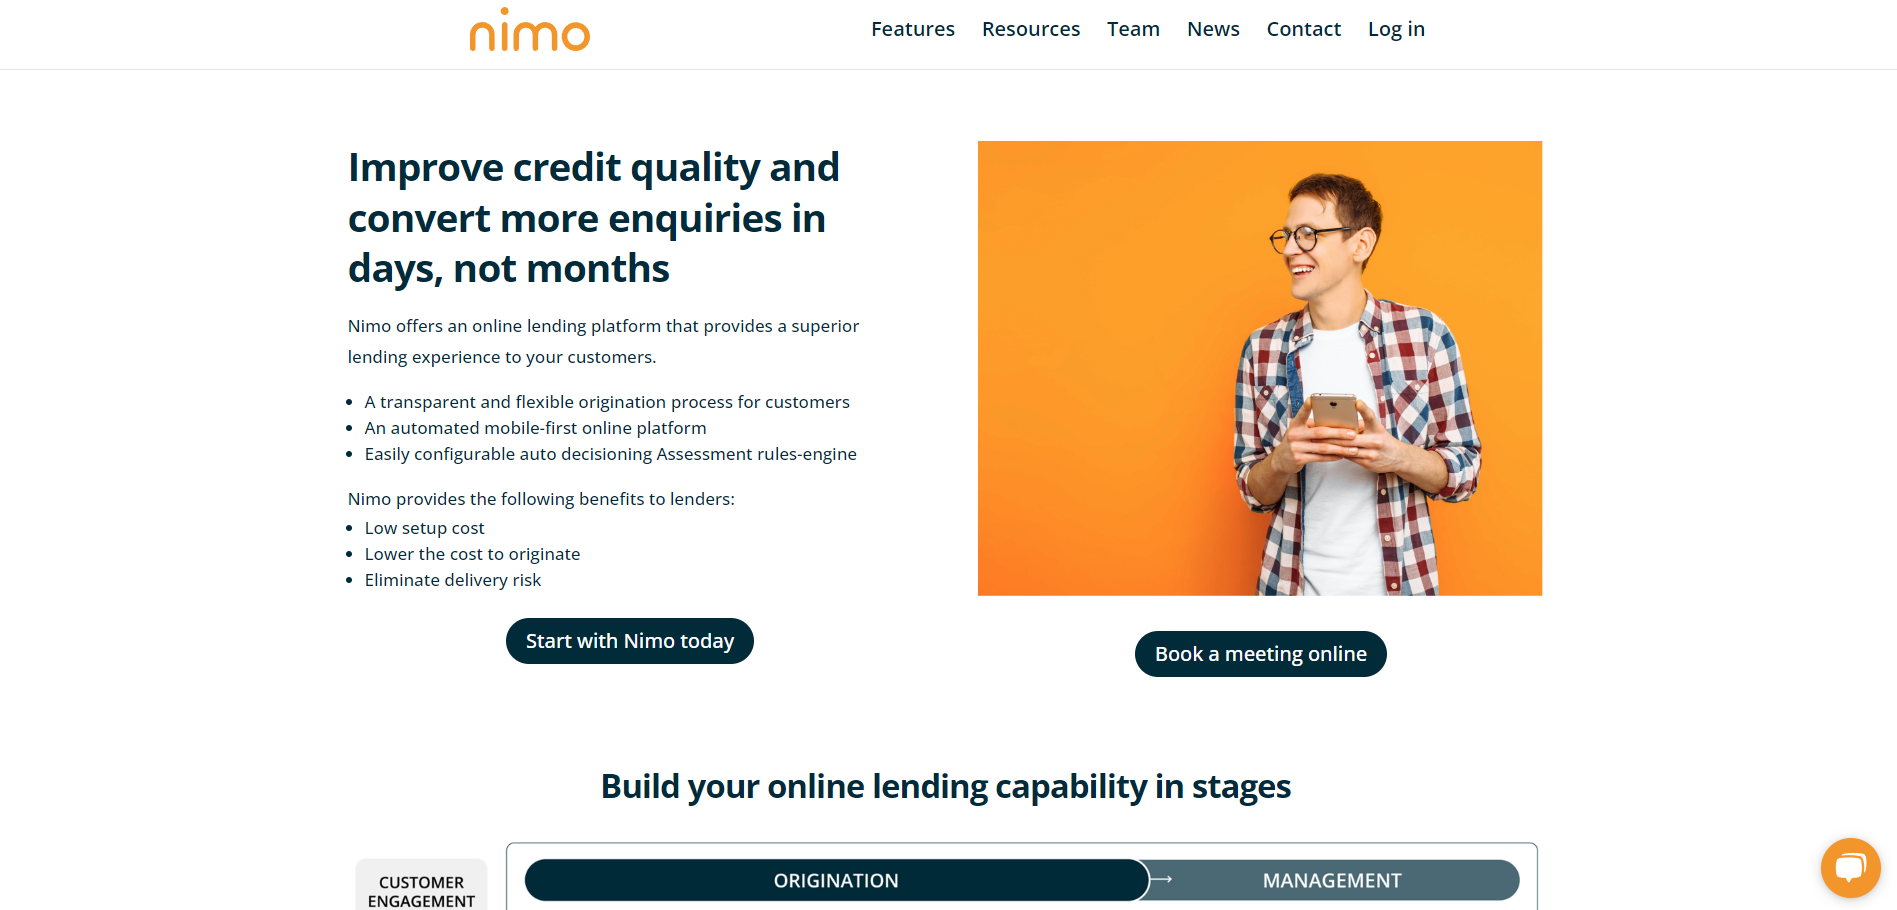 nimo
Features Resources Team News Contact Log in
Improve credit quality and
convert more enquiries in
days, not months
Nimo offers an online lending platform that provides a superior
lending experience to your customers.
• A transparent and flexible origination process for customers
• An automated mobile-first online platform
• Easily configurable auto decisioning Assessment rules-engine
Nimo provides the following benefits to lenders:
• Low setup cost
• Lower the cost to originate
• Eliminate delivery risk
Start with Nimo today
Book a meeting online
Build your online lending capability in stages
CUSTOMER
ENGAGEMENT
ORIGINATION → MANAGEMENT